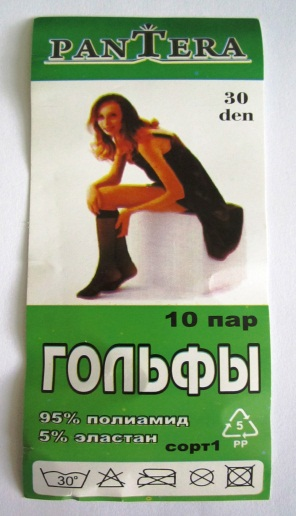 PANTERA
30
den
10 пар
ГОЛЬФЫ
95% полиамид
5% эластан
сорт1
5
PP
30°